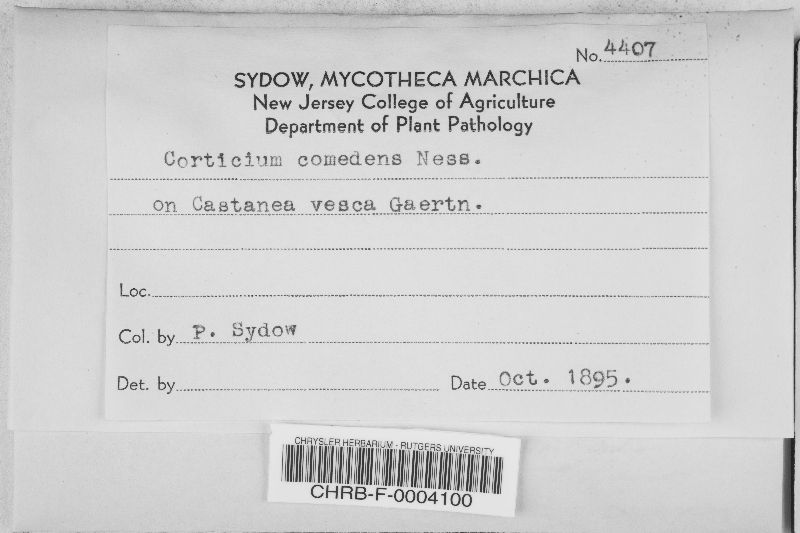 No. 4407
SYDOW, MYCOTHECA MARCHICA
New Jersey College of Agriculture
Department of Plant Pathology
Corticium comedens Ness.
on Castanea vesca Gaertn.
Loc.
Col. by P. Sydow
Det. by Date Oct. 1895.
CHRYSLER HERBARIUM - RUTGERS UNIVERSITY
CHRB-F-0004100